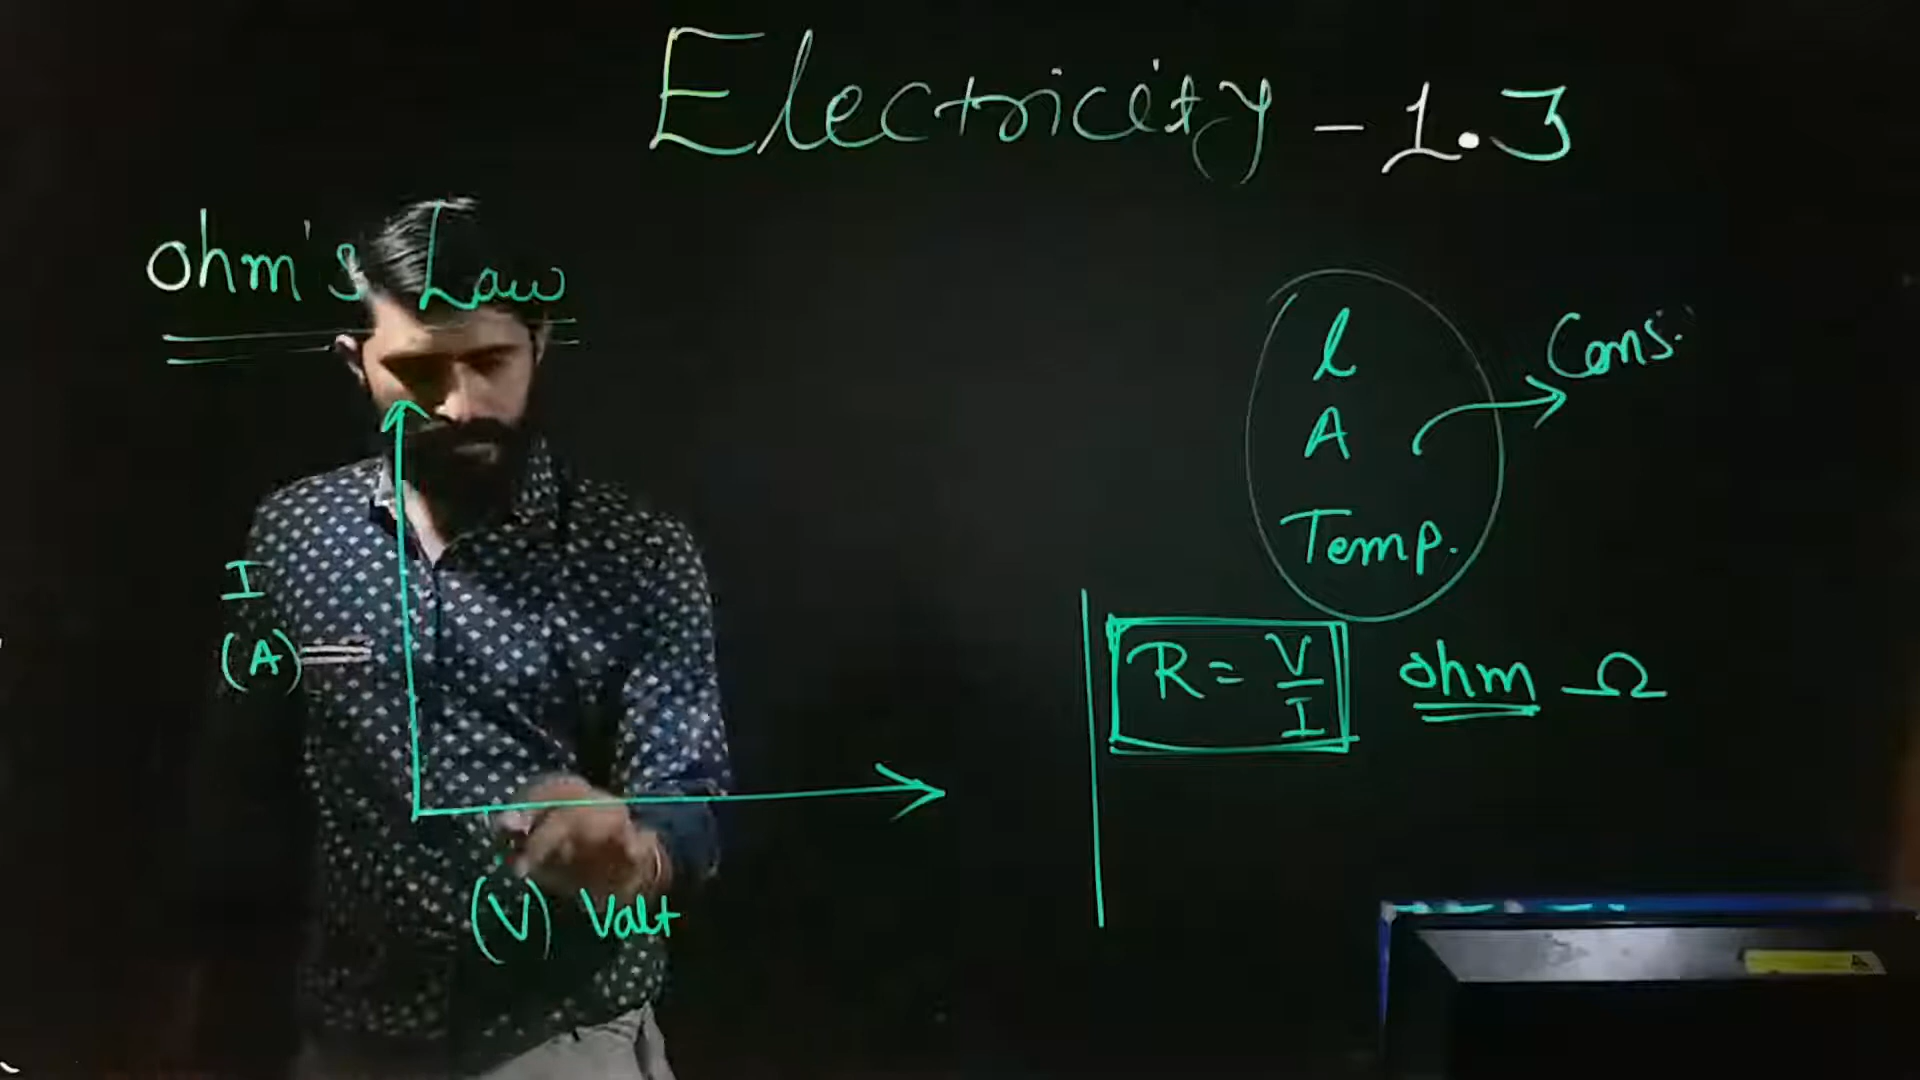 Electricity - 1.3
ohm's Law
l
A
Temp.
Cons.
I
(A)
R = V/I
ohm Ω
(V) Valt